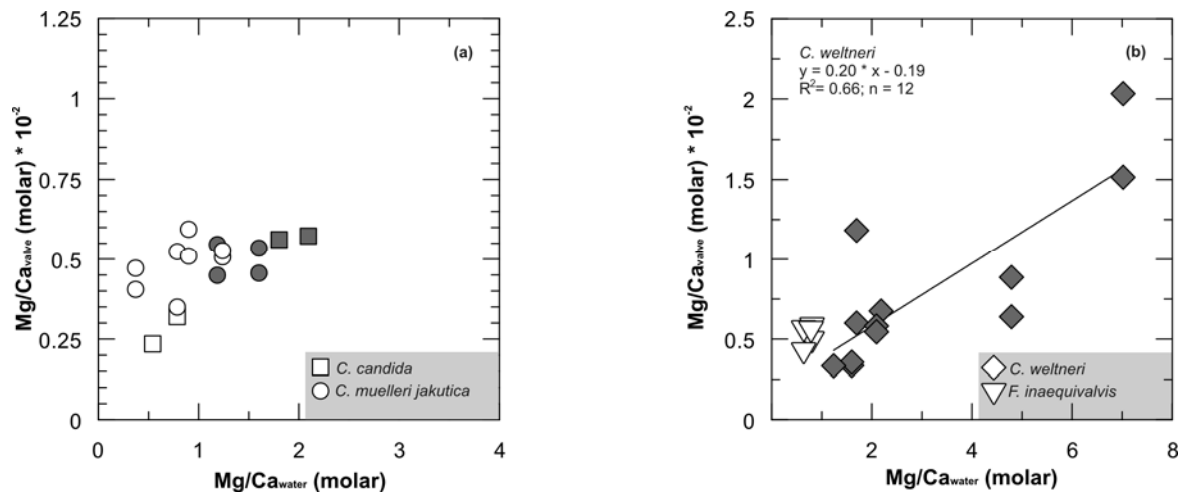 (a)
1.25
1
0.75
0.5
0.25
0
Mg/Cavalve (molar) * 10-2
C. candida
C. muelleri jakutica
0 1 2 3 4
Mg/Cawater (molar)
(b)
C. weltneri
y = 0.20 * x - 0.19
R2= 0.66; n = 12
2.5
2
1.5
1
0.5
0
Mg/Cavalve (molar) * 10-2
C. weltneri
F. inaequivalvis
2 4 6 8
Mg/Cawater (molar)